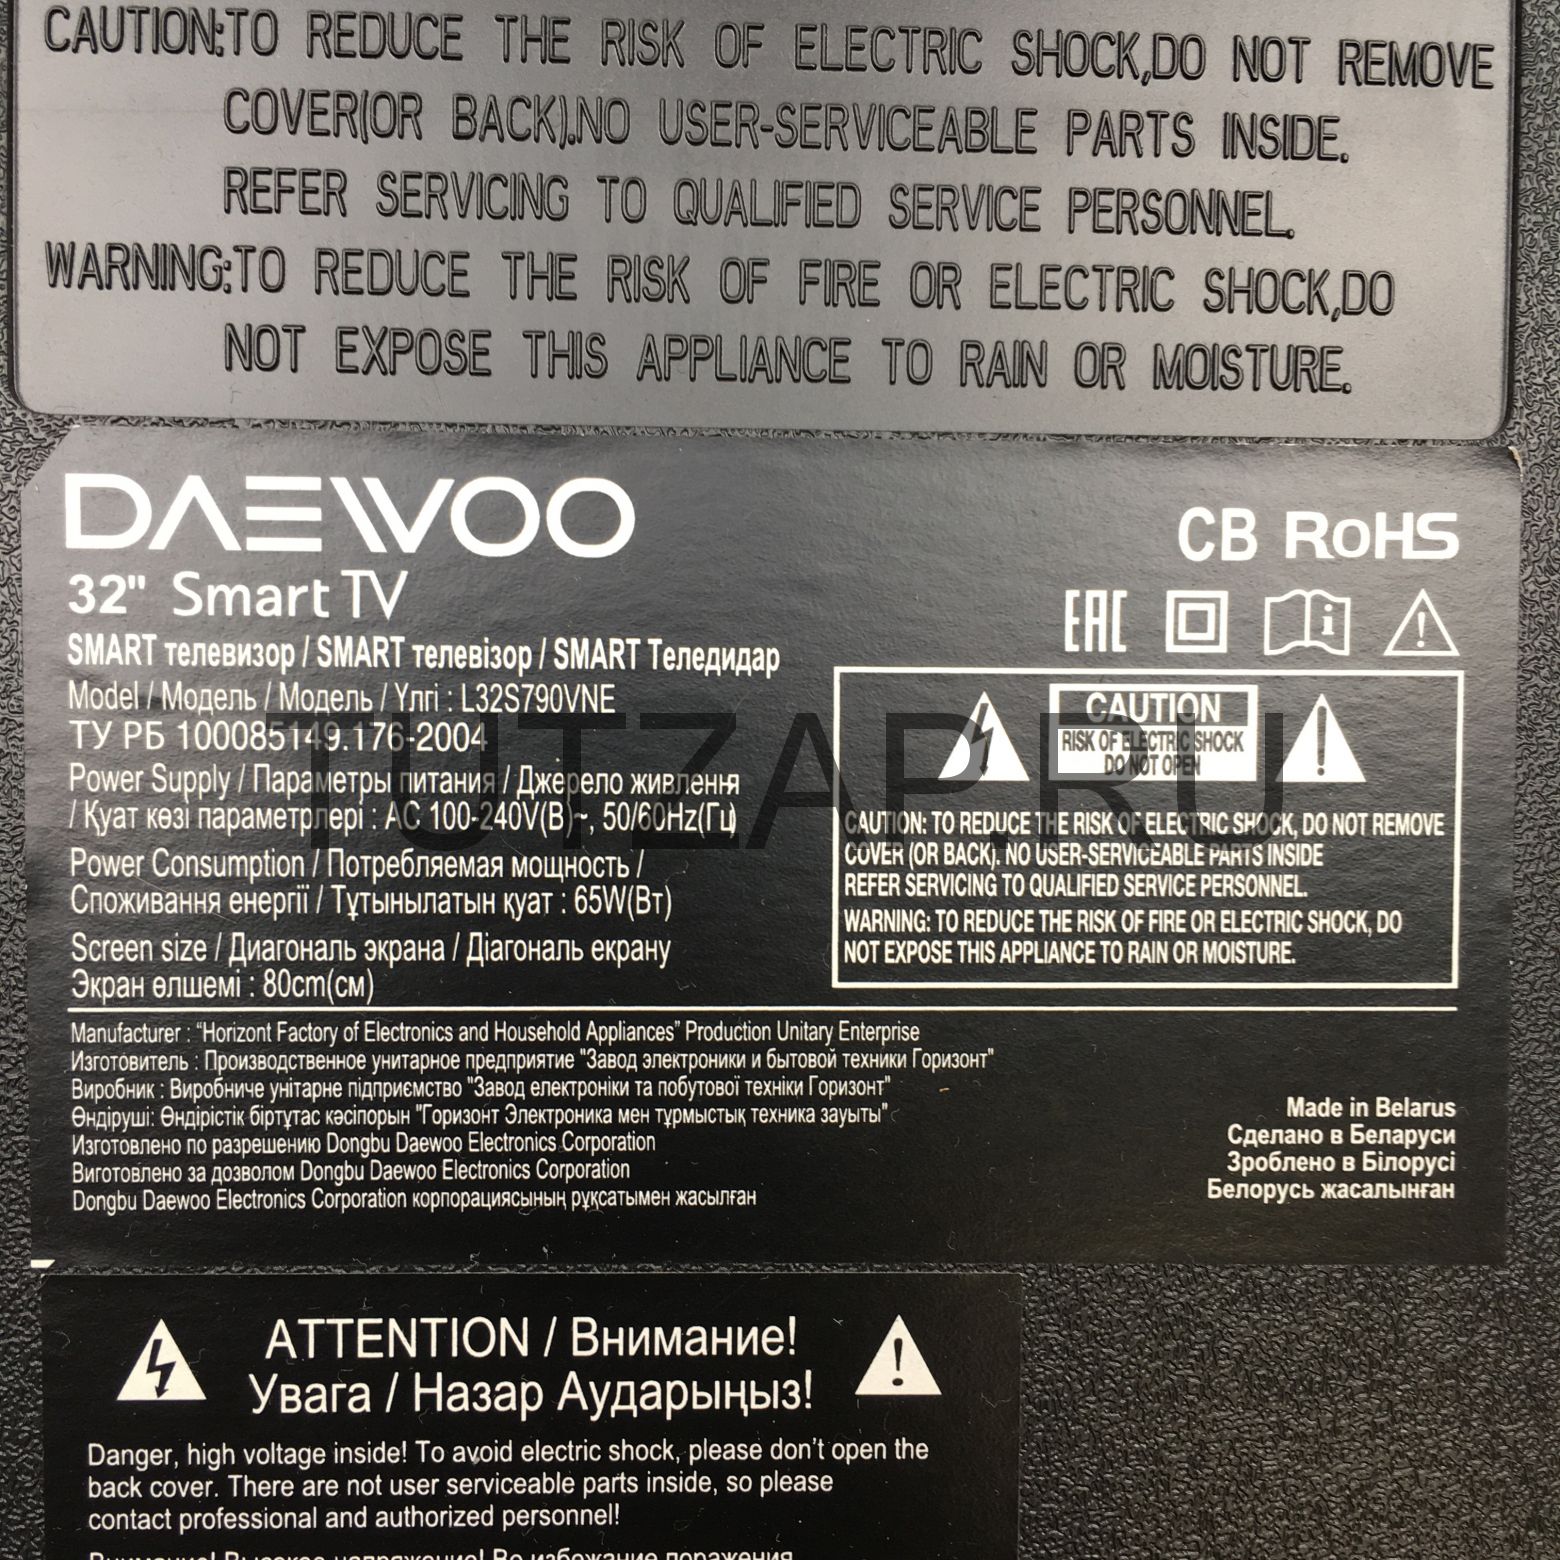 CAUTION:TO REDUCE THE RISK OF ELECTRIC SHOCK,DO NOT REMOVE
COVER(OR BACK).NO USER-SERVICEABLE PARTS INSIDE.
REFER SERVICING TO QUALIFIED SERVICE PERSONNEL.
WARNING:TO REDUCE THE RISK OF FIRE OR ELECTRIC SHOCK,DO
NOT EXPOSE THIS APPLIANCE TO RAIN OR MOISTURE.
DAEWOO
32" Smart TV
SMART телевизор / SMART телевізор / SMART Теледидар
Model / Модель / Модель / Үлгі : L32S790VNE
ТУ РБ 100085149.176-2004
Power Supply / Параметры питания / Джерело живлення
/ Қуат көзі параметрлері : AC 100-240V(В)~, 50/60Hz(Гц)
Power Consumption / Потребляемая мощность /
Споживання енергії / Тұтынылатын қуат : 65W(Вт)
Screen size / Диагональ экрана / Діагональ екрану
Экран өлшемі : 80cm(см)
CB RoHS
EAC
CAUTION
RISK OF ELECTRIC SHOCK
DO NOT OPEN
CAUTION: TO REDUCE THE RISK OF ELECTRIC SHOCK, DO NOT REMOVE
COVER (OR BACK). NO USER-SERVICEABLE PARTS INSIDE
REFER SERVICING TO QUALIFIED SERVICE PERSONNEL.
WARNING: TO REDUCE THE RISK OF FIRE OR ELECTRIC SHOCK, DO
NOT EXPOSE THIS APPLIANCE TO RAIN OR MOISTURE.
TUTZAP.RU
Manufacturer : “Horizont Factory of Electronics and Household Appliances” Production Unitary Enterprise
Изготовитель : Производственное унитарное предприятие "Завод электроники и бытовой техники Горизонт"
Виробник : Виробниче унітарне підприємство "Завод електроніки та побутової техніки Горизонт"
Өндіруші: Өндірістік біртұтас кәсіпорын "Горизонт Электроника мен тұрмыстық техника зауыты"
Изготовлено по разрешению Dongbu Daewoo Electronics Corporation
Виготовлено за дозволом Dongbu Daewoo Electronics Corporation
Dongbu Daewoo Electronics Corporation корпорациясының рұқсатымен жасылған
Made in Belarus
Сделано в Беларуси
Зроблено в Білорусі
Белорусь жасалынған
ATTENTION / Внимание!
Увага / Назар Аударыңыз!
Danger, high voltage inside! To avoid electric shock, please don’t open the
back cover. There are not user serviceable parts inside, so please
contact professional and authorized personnel!
Внимание! Высокое напряжение! Во избежание поражения